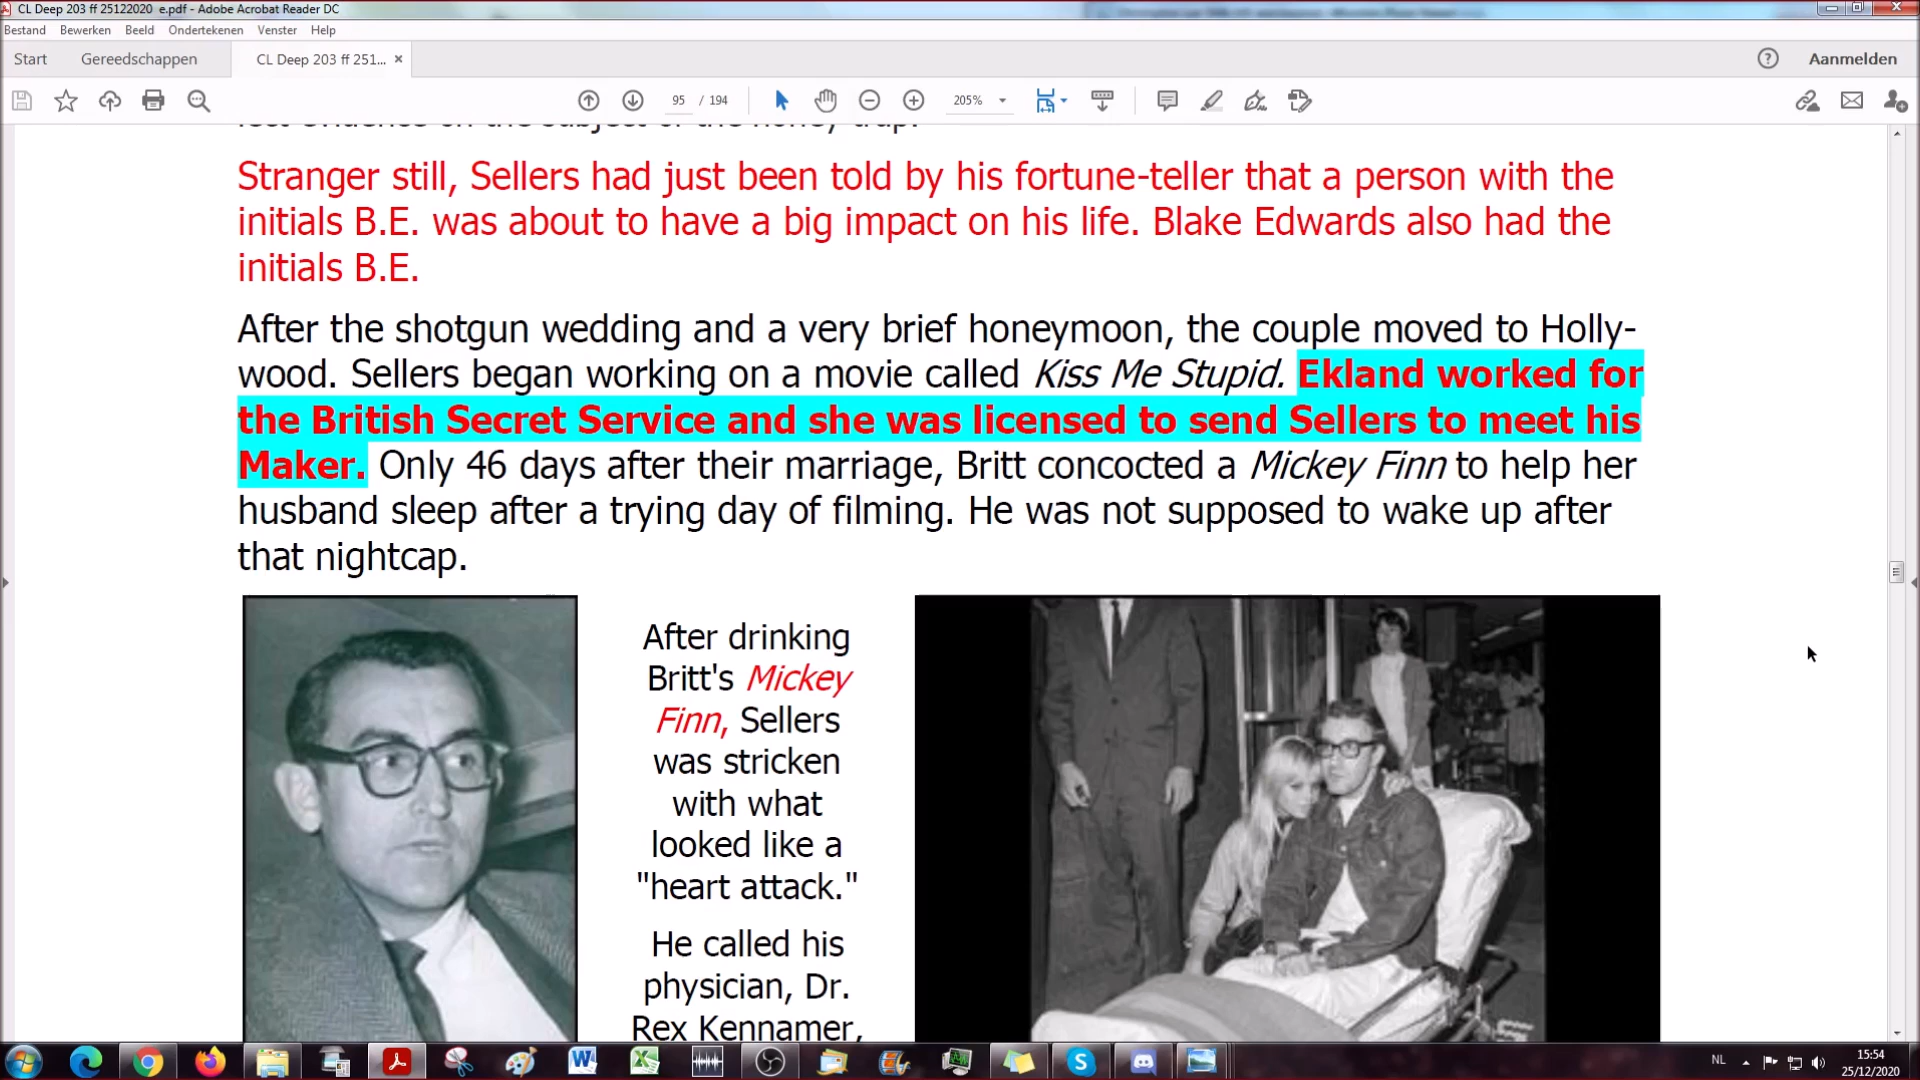 CL Deep 203 ff 25122020 e.pdf - Adobe Acrobat Reader DC
Bestand Bewerken Beeld Ondertekenen Venster Help
Start Gereedschappen CL Deep 203 ff 251... × Aanmelden
95 / 194 205%
Stranger still, Sellers had just been told by his fortune-teller that a person with the
initials B.E. was about to have a big impact on his life. Blake Edwards also had the
initials B.E.
After the shotgun wedding and a very brief honeymoon, the couple moved to Holly-
wood. Sellers began working on a movie called Kiss Me Stupid. Ekland worked for
the British Secret Service and she was licensed to send Sellers to meet his
Maker. Only 46 days after their marriage, Britt concocted a Mickey Finn to help her
husband sleep after a trying day of filming. He was not supposed to wake up after
that nightcap.
After drinking
Britt's Mickey
Finn, Sellers
was stricken
with what
looked like a
"heart attack."
He called his
physician, Dr.
Rex Kennamer,
NL 15:54
25/12/2020